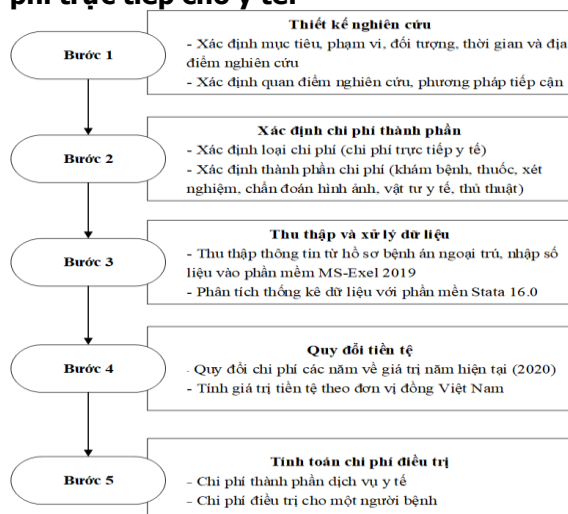 phí trực tiếp cho y tế.
Bước 1
Thiết kế nghiên cứu
- Xác định mục tiêu, phạm vi, đối tượng, thời gian và địa
điểm nghiên cứu
- Xác định quan điểm nghiên cứu, phương pháp tiếp cận
Bước 2
Xác định chi phí thành phần
- Xác định loại chi phí (chi phí trực tiếp y tế)
- Xác định thành phần chi phí (khám bệnh, thuốc, xét
nghiệm, chẩn đoán hình ảnh, vật tư y tế, thủ thuật)
Bước 3
Thu thập và xử lý dữ liệu
- Thu thập thông tin từ hồ sơ bệnh án ngoại trú, nhập số
liệu vào phần mềm MS-Exel 2019
- Phân tích thống kê dữ liệu với phần mền Stata 16.0
Bước 4
Quy đổi tiền tệ
- Quy đổi chi phí các năm về giá trị năm hiện tại (2020)
- Tính giá trị tiền tệ theo đơn vị đồng Việt Nam
Bước 5
Tính toán chi phí điều trị
- Chi phí thành phần dịch vụ y tế
- Chi phí điều trị cho một người bệnh